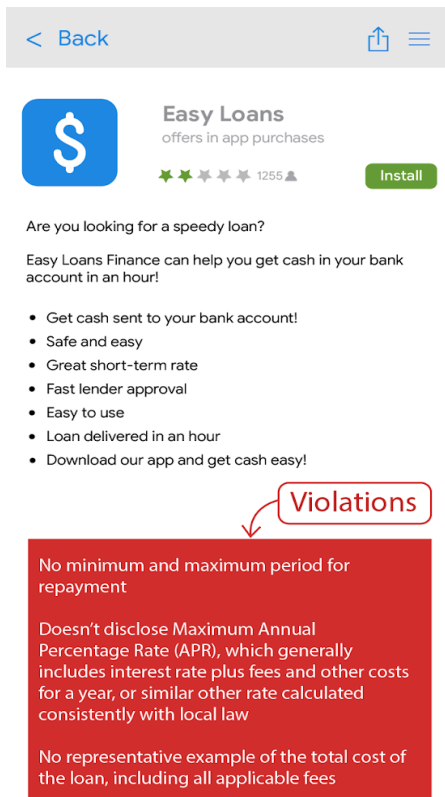 < Back
$
Easy Loans
offers in app purchases
1255
Install
Are you looking for a speedy loan?
Easy Loans Finance can help you get cash in your bank
account in an hour!
• Get cash sent to your bank account!
• Safe and easy
• Great short-term rate
• Fast lender approval
• Easy to use
• Loan delivered in an hour
• Download our app and get cash easy!
Violations
No minimum and maximum period for
repayment
Doesn’t disclose Maximum Annual
Percentage Rate (APR), which generally
includes interest rate plus fees and other costs
for a year, or similar other rate calculated
consistently with local law
No representative example of the total cost of
the loan, including all applicable fees